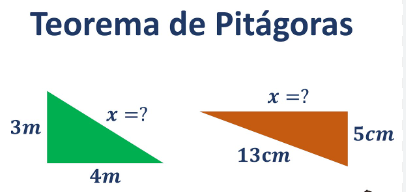 Teorema de Pitágoras
x =?
3m
4m
x =?
5cm
13cm